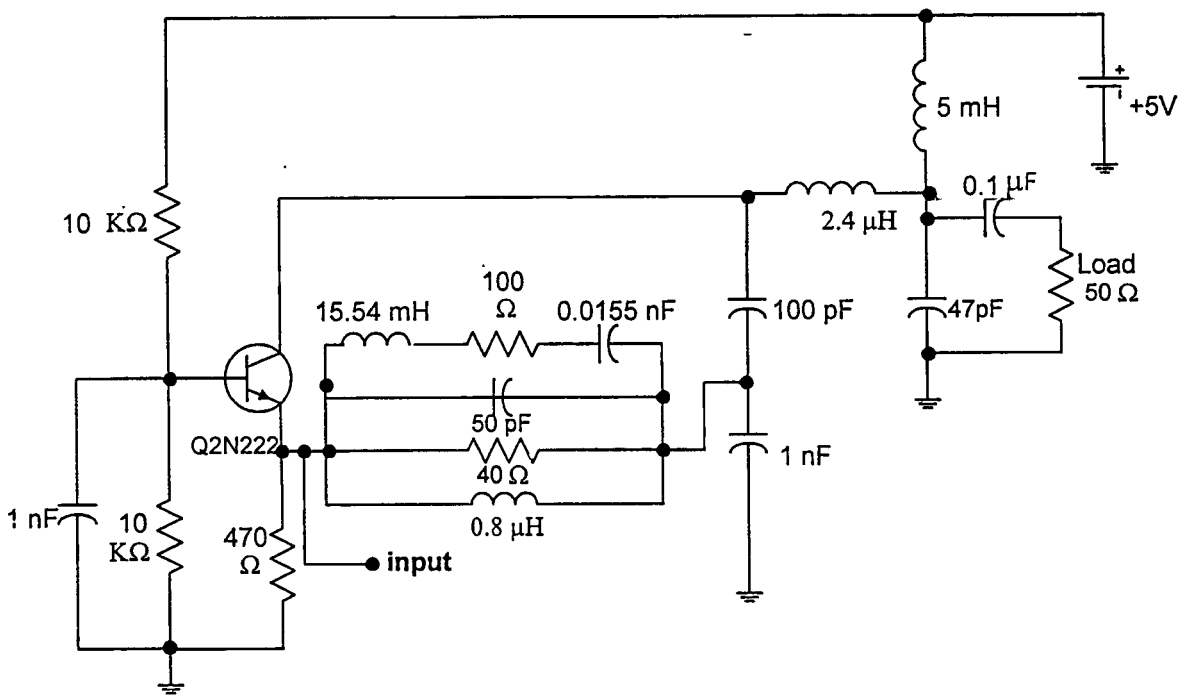 5 mH
+
+5V
10 KΩ
0.1 µF
2.4 µH
Load
50 Ω
100
Ω
15.54 mH
0.0155 nF
100 pF
47pF
50 pF
Q2N222
40 Ω
1 nF
0.8 µH
1 nF
10
KΩ
470
Ω
input